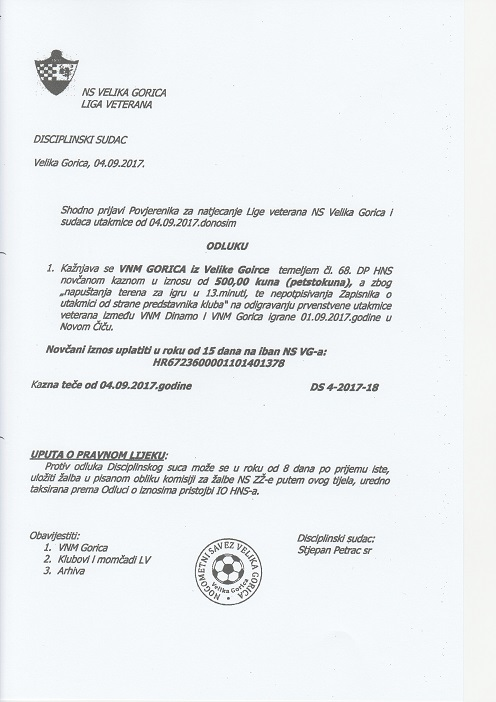 NS VELIKA GORICA
LIGA VETERANA
DISCIPLINSKI SUDAC
Velika Gorica, 04.09.2017.
Shodno prijavi Povjerenika za natjecanje Lige veterana NS Velika Gorica i
sudaca utakmice od 04.09.2017.donosim
ODLUKU
1. Kažnjava se VNM GORICA iz Velike Goirce temeljem čl. 68. DP HNS
novčanom kaznom u iznosu od 500,00 kuna (petstokuna), a zbog
„napuštanja terena za igru u 13.minuti, te nepotpisivanja Zapisnika o
utakmici od strane predstavnika kluba“ na odigravanju prvenstvene utakmice
veterana između VNM Dinamo i VNM Gorica igrane 01.09.2017.godine u
Novom Čiču.
Novčani iznos uplatiti u roku od 15 dana na iban NS VG-a:
HR6723600001101401378
Kazna teče od 04.09.2017.godine DS 4-2017-18
UPUTA O PRAVNOM LIJEKU:
Protiv odluka Disciplinskog suca može se u roku od 8 dana po prijemu iste,
uložiti žalba u pisanom obliku komisiji za žalbe NS ZŽ-e putem ovog tijela, uredno
taksirana prema Odluci o iznosima pristojbi IO HNS-a.
Obavijestiti:
1. VNM Gorica
2. Klubovi i momčadi LV
3. Arhiva
NOGOMETNI SAVEZ VELIKA GORICA
Velika Gorica
Disciplinski sudac:
Stjepan Petrac sr